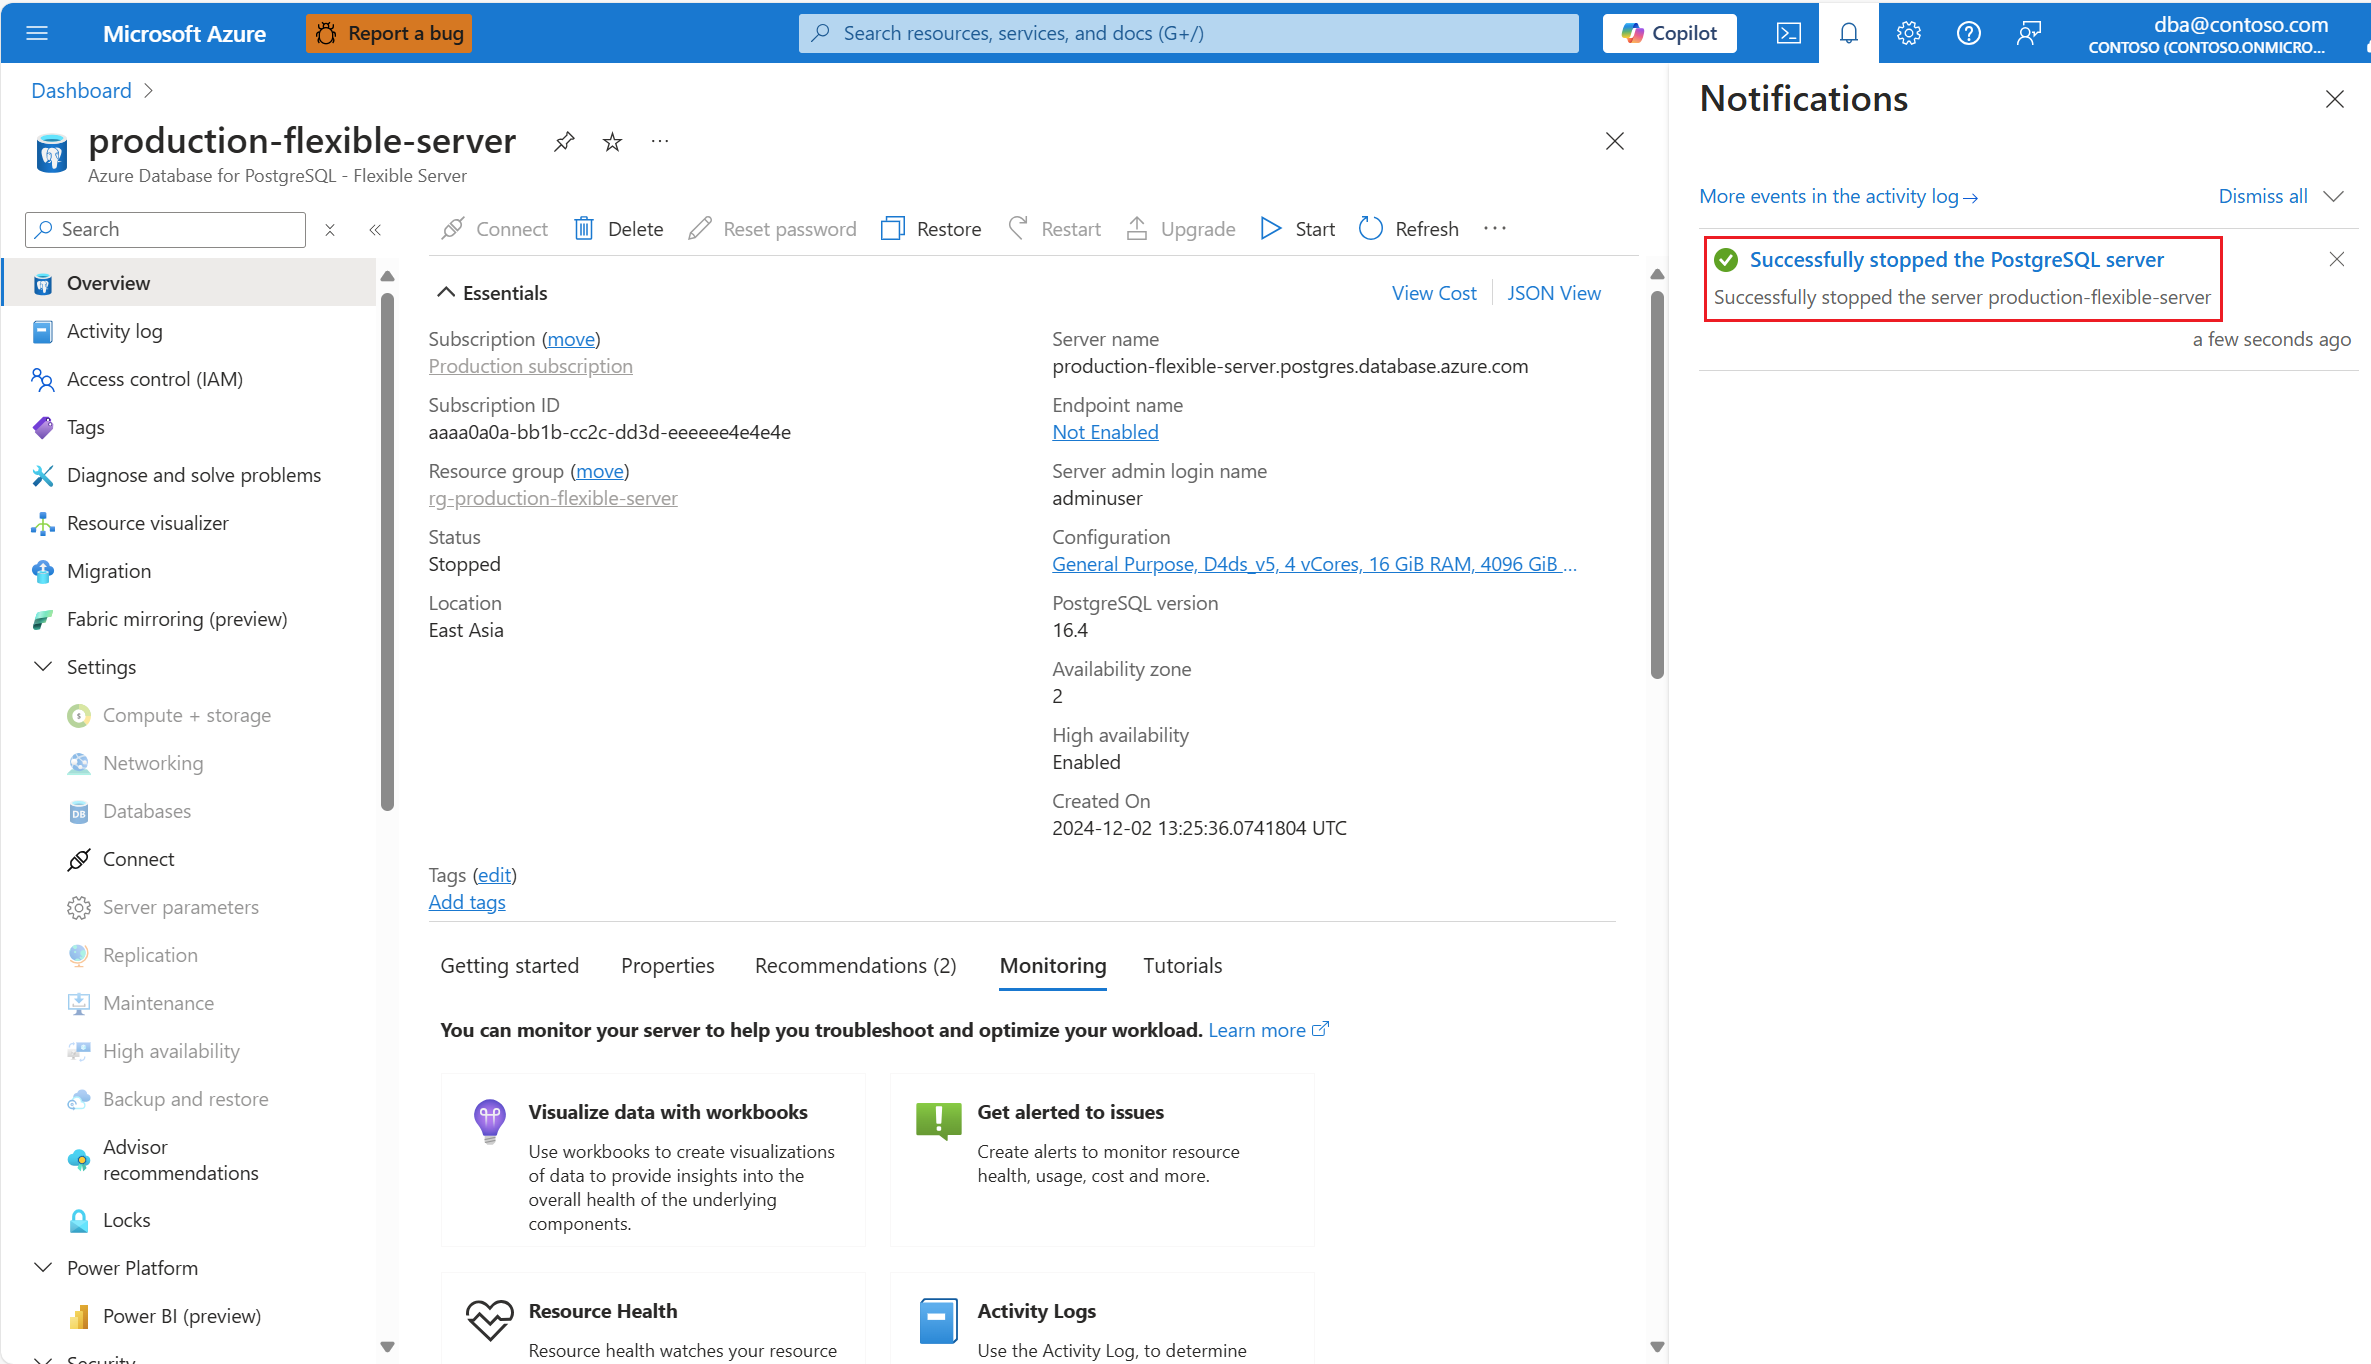 Microsoft Azure
Report a bug
Search resources, services, and docs (G+/)
Copilot
dba@contoso.com
CONTOSO (CONTOSO.ONMICRO...
Dashboard
production-flexible-server
Azure Database for PostgreSQL - Flexible Server
Search
Overview
Activity log
Access control (IAM)
Tags
Diagnose and solve problems
Resource visualizer
Migration
Fabric mirroring (preview)
Settings
Compute + storage
Networking
Databases
Connect
Server parameters
Replication
Maintenance
High availability
Backup and restore
Advisor
recommendations
Locks
Power Platform
Power BI (preview)
Security
Connect
Delete
Reset password
Restore
Restart
Upgrade
Start
Refresh
Essentials
View Cost
JSON View
Subscription (move)
Production subscription
Subscription ID
aaaa0a0a-bb1b-cc2c-dd3d-eeeeee4e4e4e
Resource group (move)
rg-production-flexible-server
Status
Stopped
Location
East Asia
Server name
production-flexible-server.postgres.database.azure.com
Endpoint name
Not Enabled
Server admin login name
adminuser
Configuration
General Purpose, D4ds_v5, 4 vCores, 16 GiB RAM, 4096 GiB ...
PostgreSQL version
16.4
Availability zone
2
High availability
Enabled
Created On
2024-12-02 13:25:36.0741804 UTC
Tags (edit)
Add tags
Getting started
Properties
Recommendations (2)
Monitoring
Tutorials
You can monitor your server to help you troubleshoot and optimize your workload. Learn more
Visualize data with workbooks
Use workbooks to create visualizations
of data to provide insights into the
overall health of the underlying
components.
Get alerted to issues
Create alerts to monitor resource
health, usage, cost and more.
Resource Health
Resource health watches your resource
Activity Logs
Use the Activity Log, to determine
Notifications
More events in the activity log→
Dismiss all
Successfully stopped the PostgreSQL server
Successfully stopped the server production-flexible-server
a few seconds ago